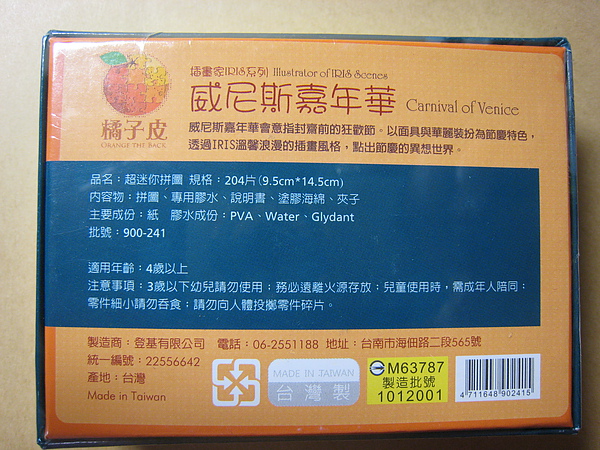 插畫家IRIS系列 Illustrator of IRIS Scenes
威尼斯嘉年華 Carnival of Venice
橘子皮
ORANGE THE BACK
威尼斯嘉年華會意指封齋前的狂歡節。以面具與華麗裝扮為節慶特色，
透過IRIS溫馨浪漫的插畫風格，點出節慶的異想世界。
品名：超迷你拼圖 規格：204片(9.5cm*14.5cm)
內容物：拼圖、專用膠水、說明書、塗膠海綿、夾子
主要成份：紙 膠水成份：PVA、Water、Glydant
批號：900-241
適用年齡：4歲以上
注意事項：3歲以下幼兒請勿使用；務必遠離火源存放；兒童使用時，需成年人陪同；
零件細小請勿吞食；請勿向人體投擲零件碎片。
製造商：登基有限公司 電話：06-2551188 地址：台南市海佃路二段565號
統一編號：22556642
產地：台灣
Made in Taiwan
MADE IN TAIWAN
台灣製
M63787
製造批號
1012001
4 711648 902415